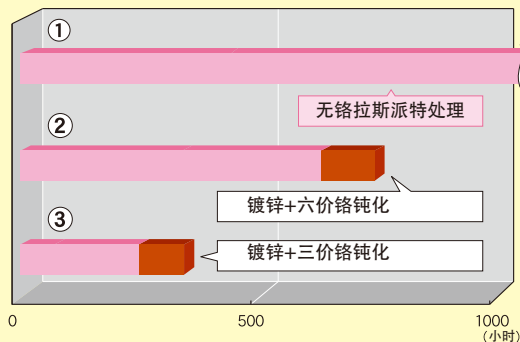 ①
无铬拉斯派特处理
②
镀锌+六价铬钝化
③
镀锌+三价铬钝化
0 500 1000
(小时)